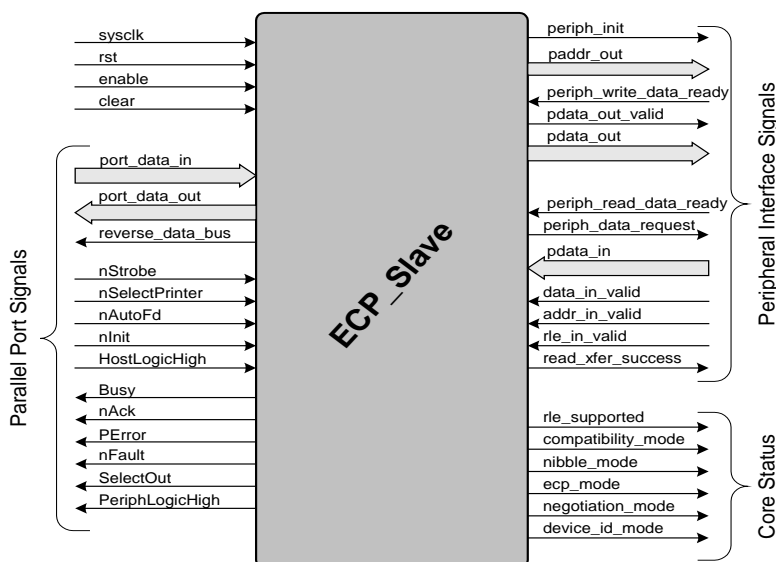 sysclk
rst
enable
clear
Parallel Port Signals
port_data_in
port_data_out
reverse_data_bus
nStrobe
nSelectPrinter
nAutoFd
nInit
HostLogicHigh
Busy
nAck
PError
nFault
SelectOut
PeriphLogicHigh
ECP_Slave
periph_init
paddr_out
periph_write_data_ready
pdata_out_valid
pdata_out
periph_read_data_ready
periph_data_request
pdata_in
data_in_valid
addr_in_valid
rle_in_valid
read_xfer_success
Peripheral Interface Signals
rle_supported
compatibility_mode
nibble_mode
ecp_mode
negotiation_mode
device_id_mode
Core Status